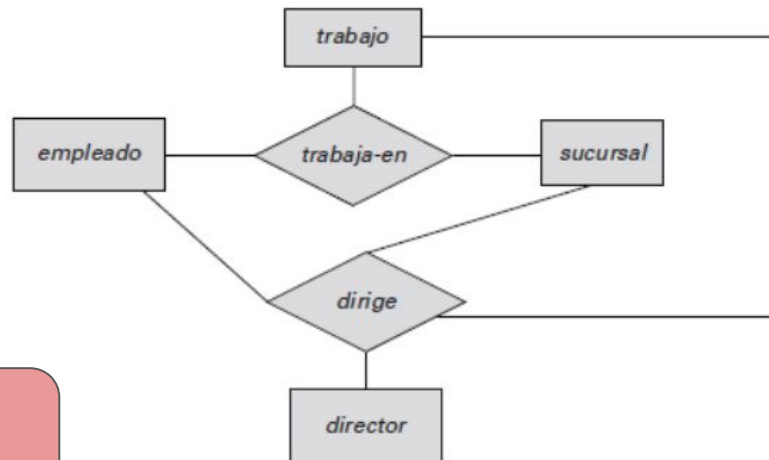 trabajo
empleado
trabaja-en
sucursal
dirige
director